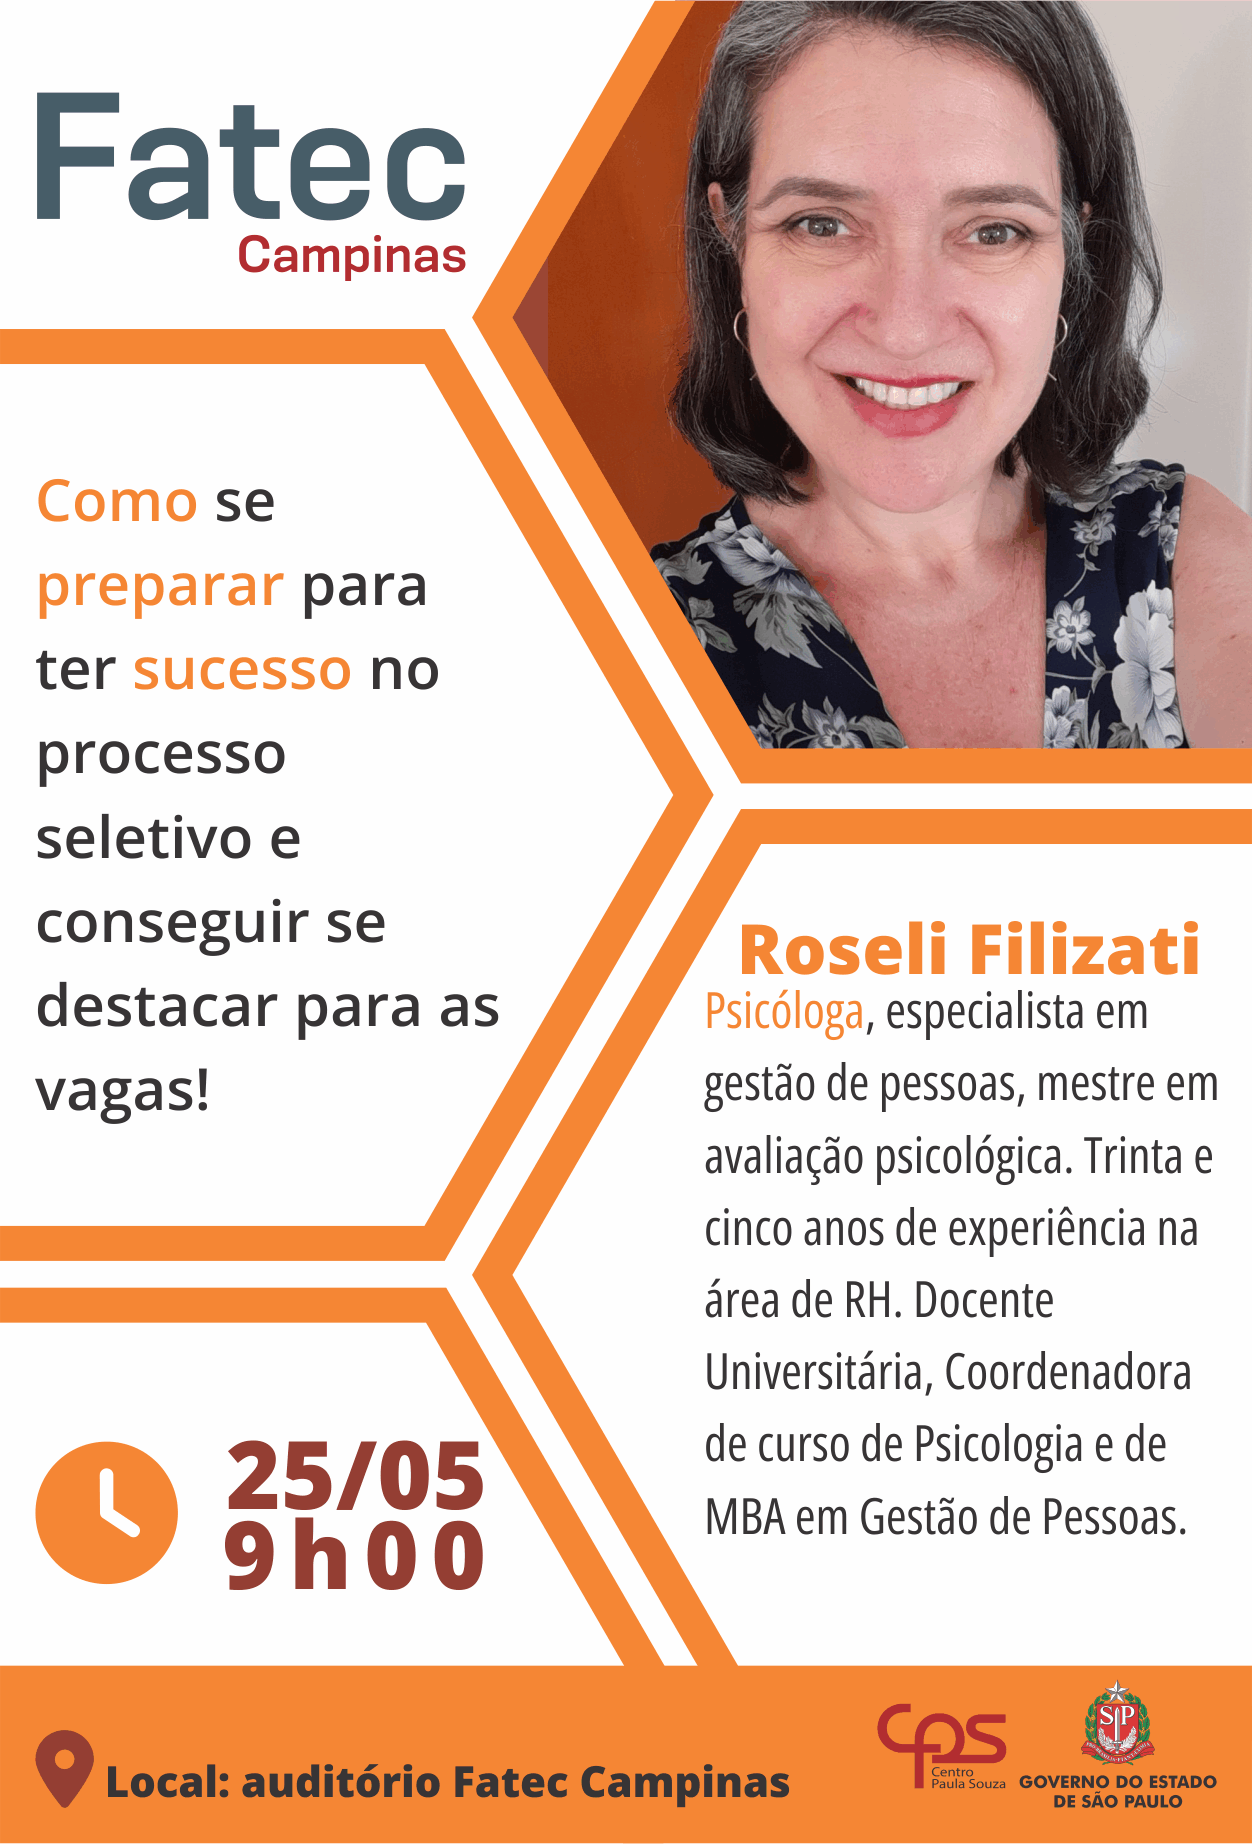 Fatec
Campinas
Como se
preparar para
ter sucesso no
processo
seletivo e
conseguir se
destacar para as
vagas!
Roseli Filizati
Psicóloga, especialista em
gestão de pessoas, mestre em
avaliação psicológica. Trinta e
cinco anos de experiência na
área de RH. Docente
Universitária, Coordenadora
de curso de Psicologia e de
MBA em Gestão de Pessoas.
25/05
9h00
Local: auditório Fatec Campinas
cps
Centro
Paula Souza
SP
GOVERNO DO ESTADO
DE SÃO PAULO